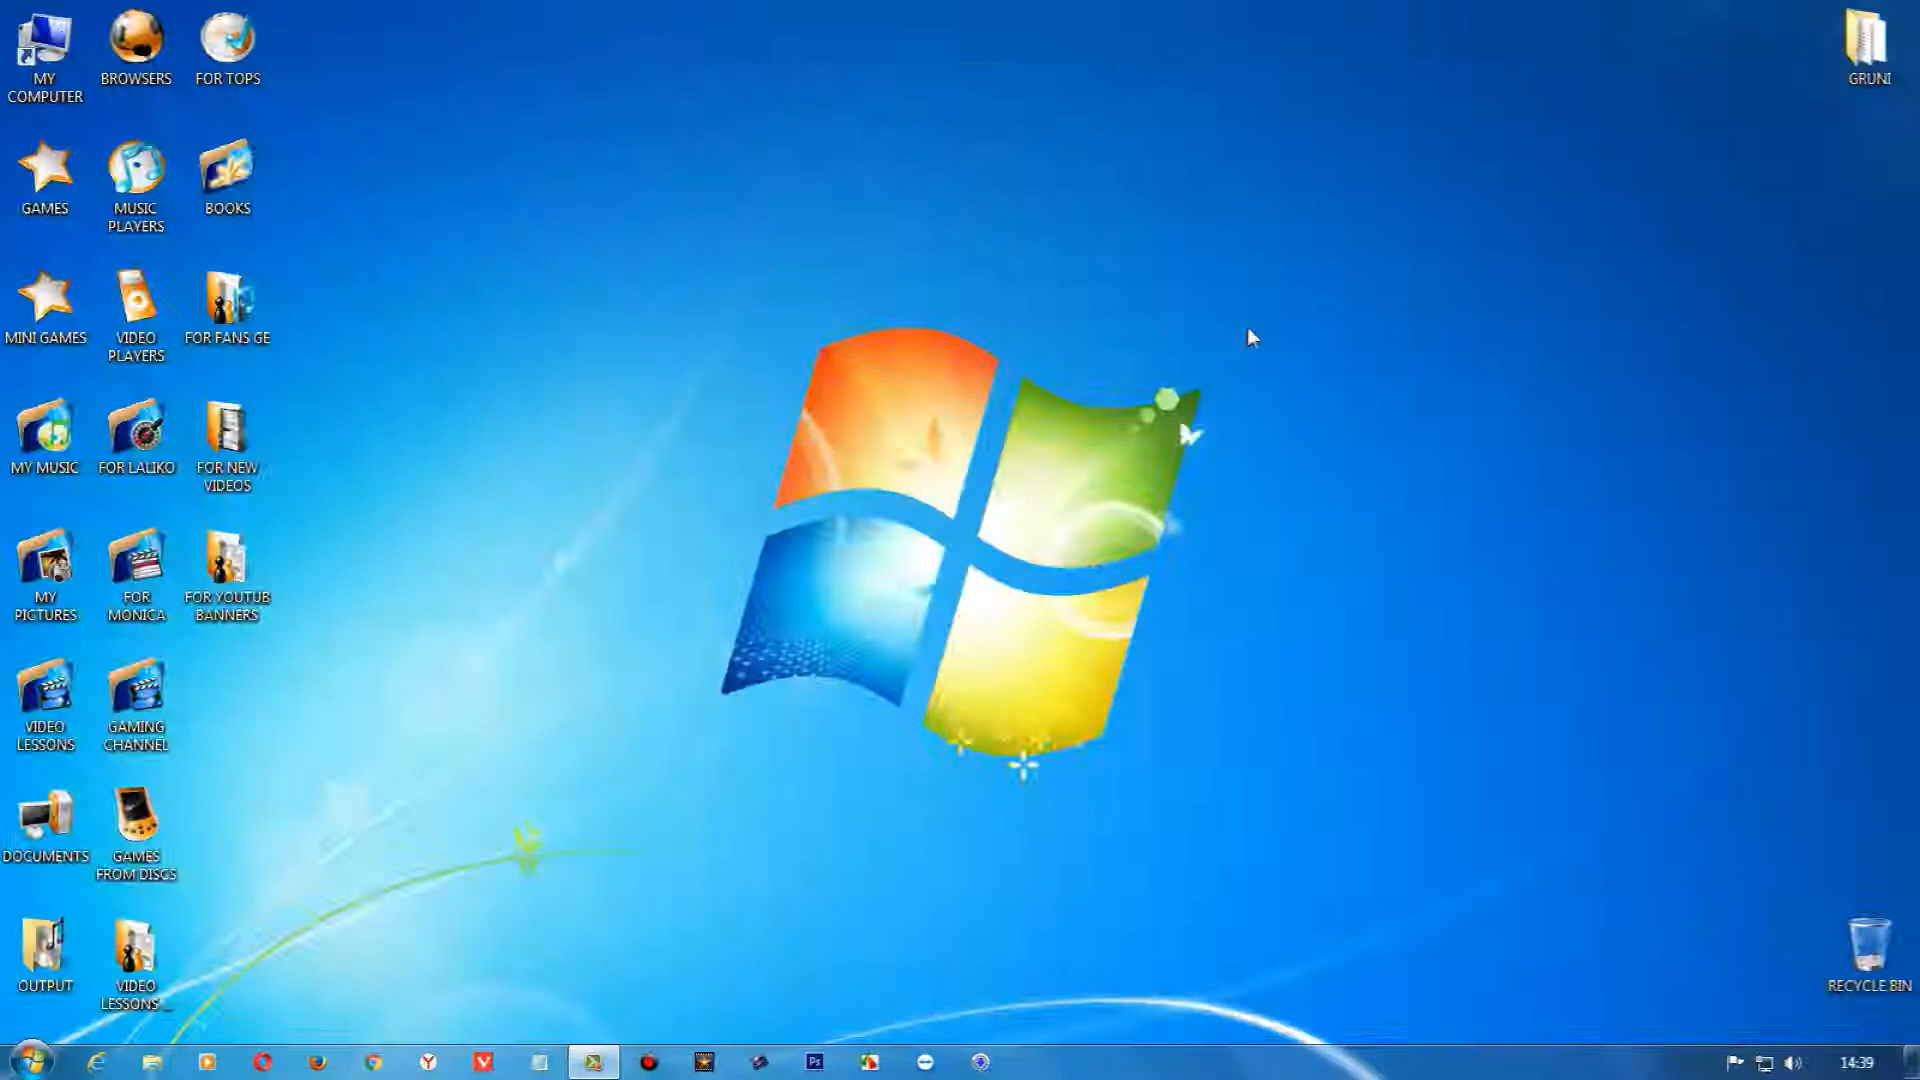 MY
COMPUTER
BROWSERS
FOR TOPS
GRUNI
GAMES
MUSIC
PLAYERS
BOOKS
MINI GAMES
VIDEO
PLAYERS
FOR FANS GE
MY MUSIC
FOR LALIKO
FOR NEW
VIDEOS
MY
PICTURES
FOR
MONICA
FOR YOUTUB
BANNERS
VIDEO
LESSONS
GAMING
CHANNEL
DOCUMENTS
GAMES
FROM DISCS
OUTPUT
VIDEO
LESSONS' ...
RECYCLE BIN
Ps
14:39